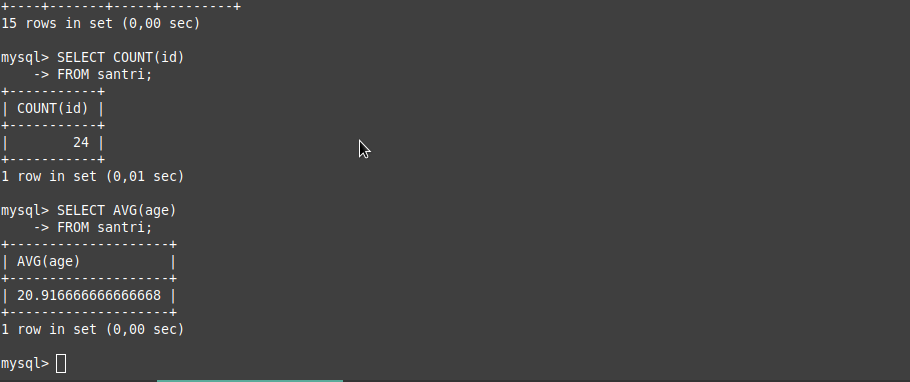 +----+-------+-----+---------+
15 rows in set (0,00 sec)

mysql> SELECT COUNT(id)
    -> FROM santri;
+-----------+
| COUNT(id) |
+-----------+
|        24 |
+-----------+
1 row in set (0,01 sec)

mysql> SELECT AVG(age)
    -> FROM santri;
+--------------------+
| AVG(age)           |
+--------------------+
| 20.916666666666668 |
+--------------------+
1 row in set (0,00 sec)

mysql>